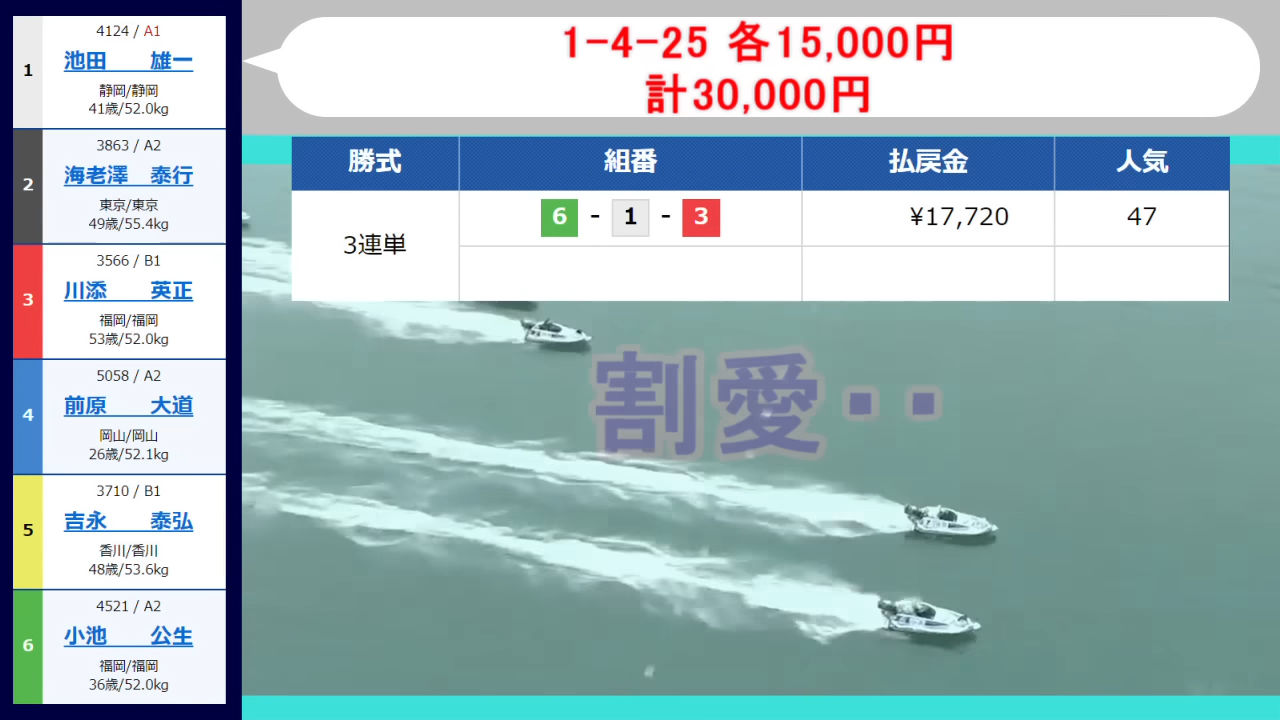 1
4124 / A1
池田 雄一
静岡/静岡
41歳/52.0kg
2
3863 / A2
海老澤 泰行
東京/東京
49歳/55.4kg
3
3566 / B1
川添 英正
福岡/福岡
53歳/52.0kg
4
5058 / A2
前原 大道
岡山/岡山
26歳/52.1kg
5
3710 / B1
吉永 泰弘
香川/香川
48歳/53.6kg
6
4521 / A2
小池 公生
福岡/福岡
36歳/52.0kg
1-4-25 各15,000円
計30,000円
勝式 組番 払戻金 人気
3連単 6 - 1 - 3 ¥17,720 47
割愛・・